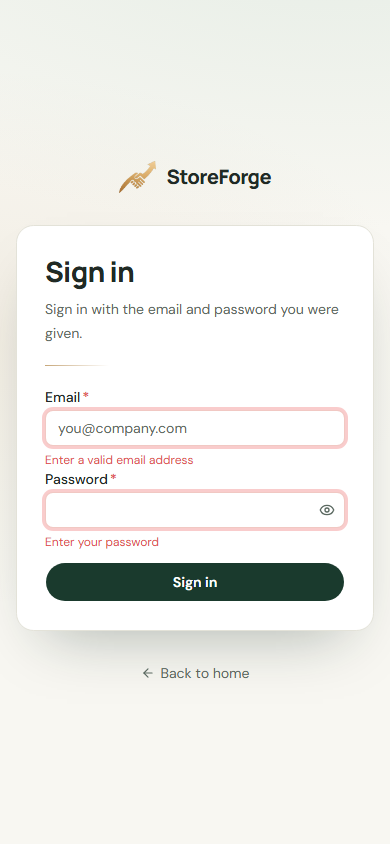 StoreForge
Sign in
Sign in with the email and password you were
given.
Email *
you@company.com
Enter a valid email address
Password *
Enter your password
Sign in
← Back to home